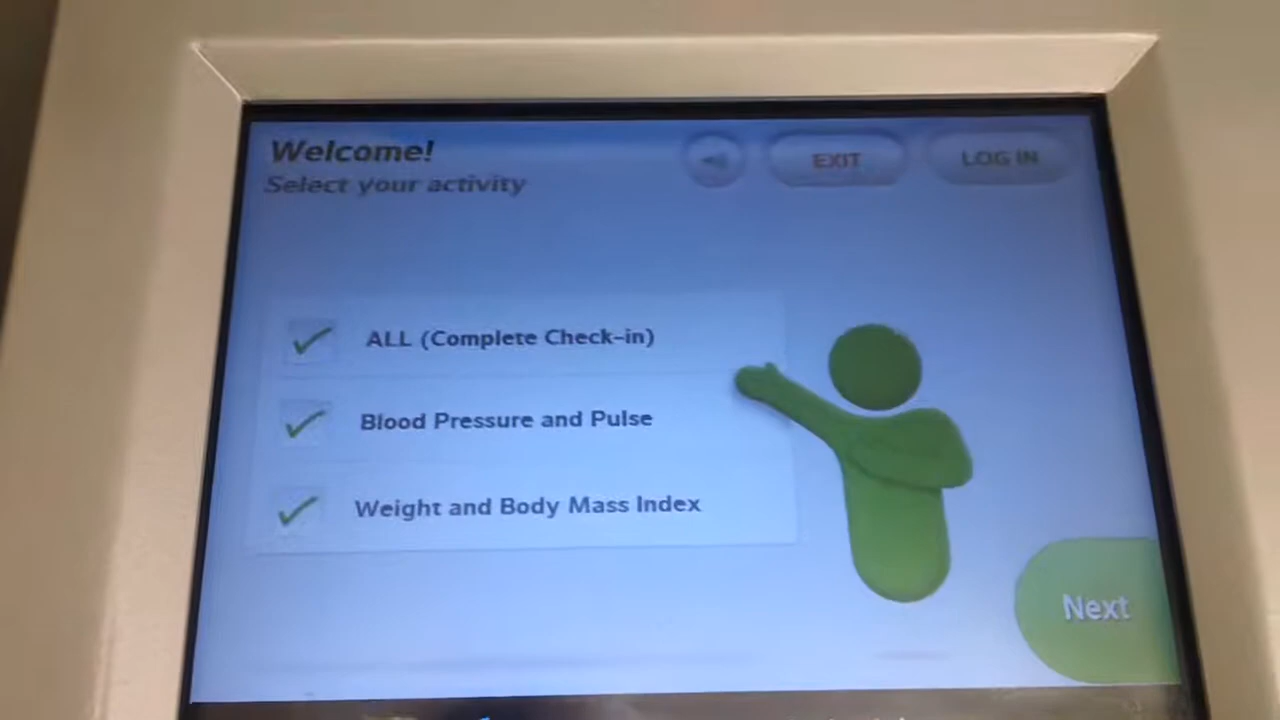 Welcome!
Select your activity
EXIT
LOG IN
ALL (Complete Check-in)
Blood Pressure and Pulse
Weight and Body Mass Index
Next